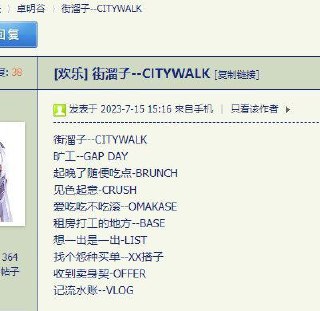 卓明谷 › 街溜子--CITYWALK
回复
: 38
[欢乐] 街溜子--CITYWALK [复制链接]
发表于 2023-7-15 15:16 来自手机 | 只看该作者
街溜子--CITYWALK
旷工--GAP DAY
起晚了随便吃点-BRUNCH
见色起意-CRUSH
爱吃吃不吃滚--OMAKASE
租房打工的地方--BASE
想一出是一出-LIST
找个怨种买单--XX搭子
收到卖身契-OFFER
记流水账--VLOG
364
帖子